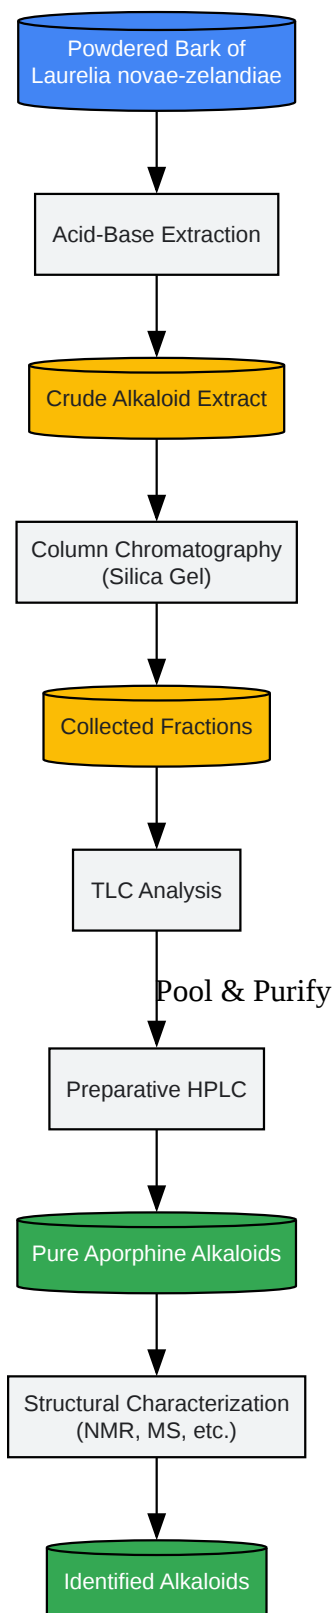 Powdered Bark of
Laurelia novae-zelandiae
Acid-Base Extraction
Crude Alkaloid Extract
Column Chromatography
(Silica Gel)
Collected Fractions
TLC Analysis
Pool & Purify
Preparative HPLC
Pure Aporphine Alkaloids
Structural Characterization
(NMR, MS, etc.)
Identified Alkaloids